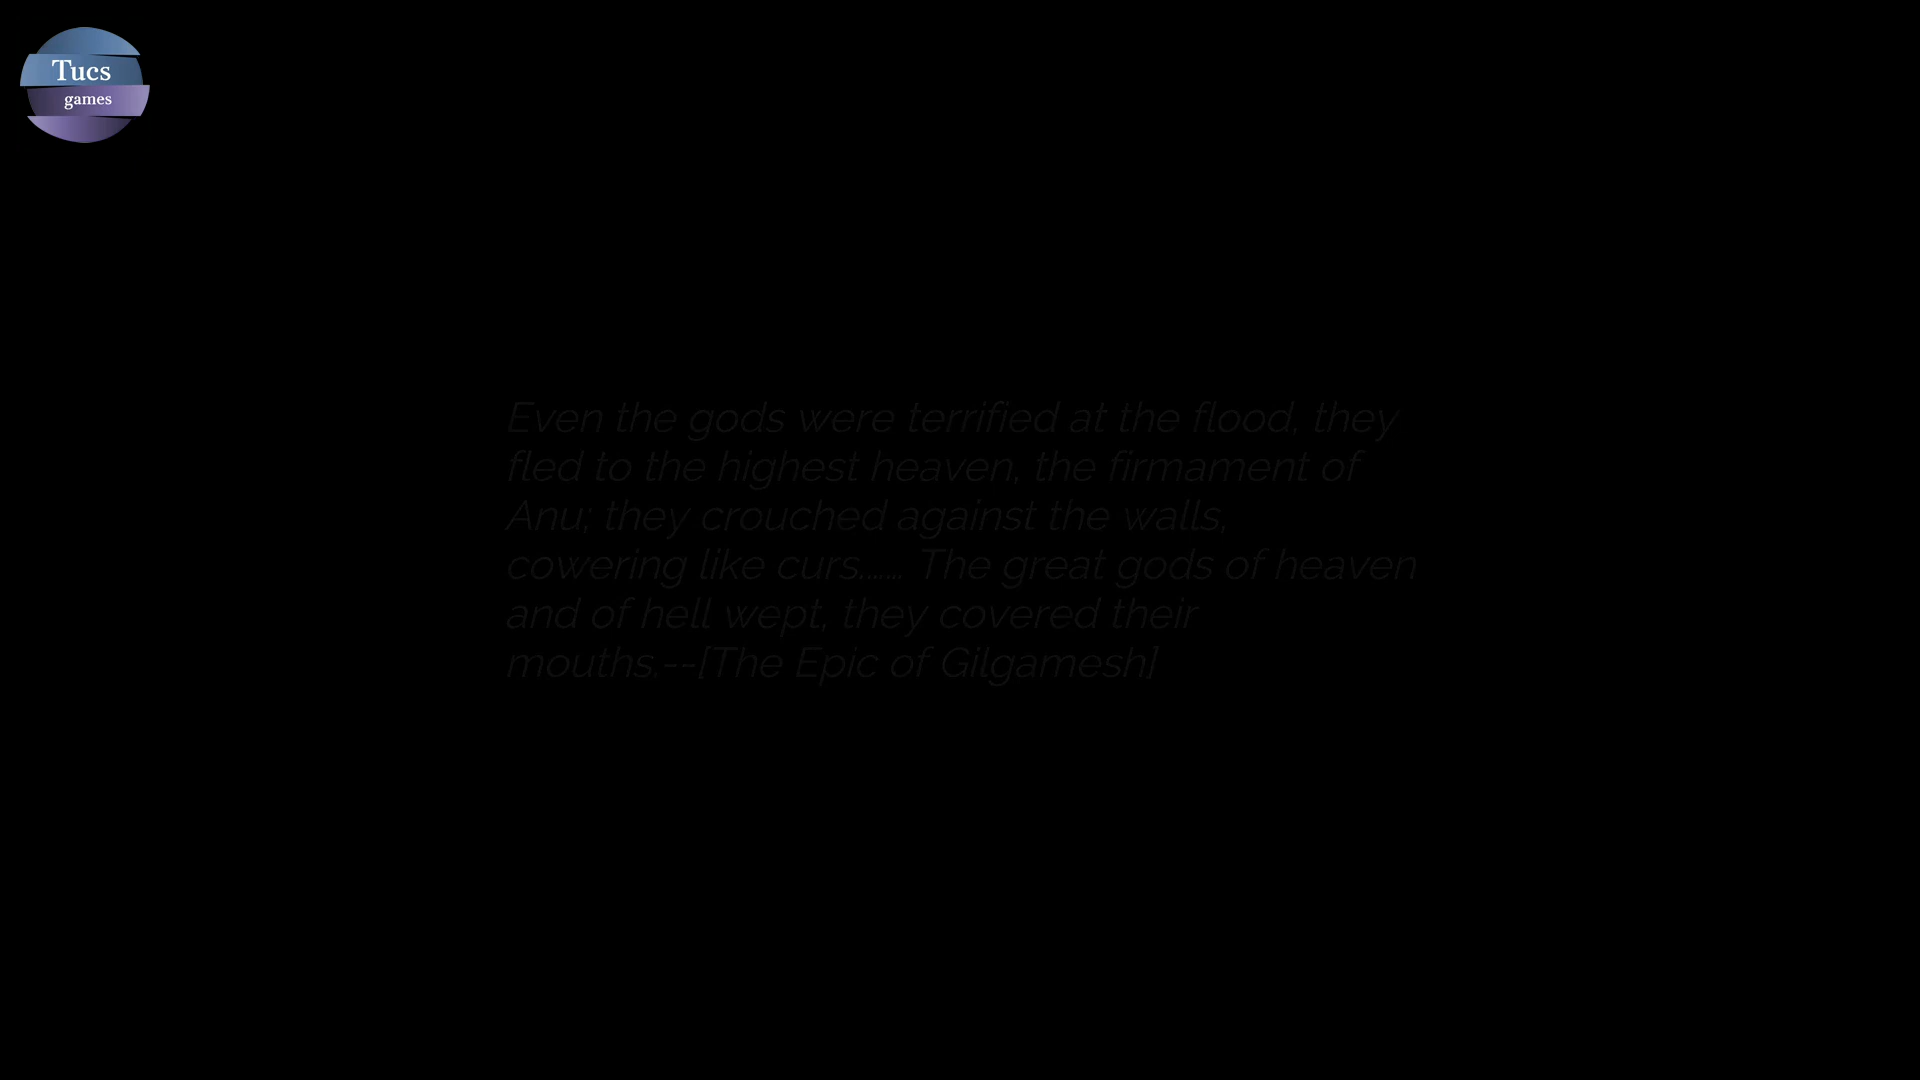 Tucs
games
Even the gods were terrified at the flood, they
fled to the highest heaven, the firmament of
Anu; they crouched against the walls,
cowering like curs...... The great gods of heaven
and of hell wept, they covered their
mouths.--[The Epic of Gilgamesh]